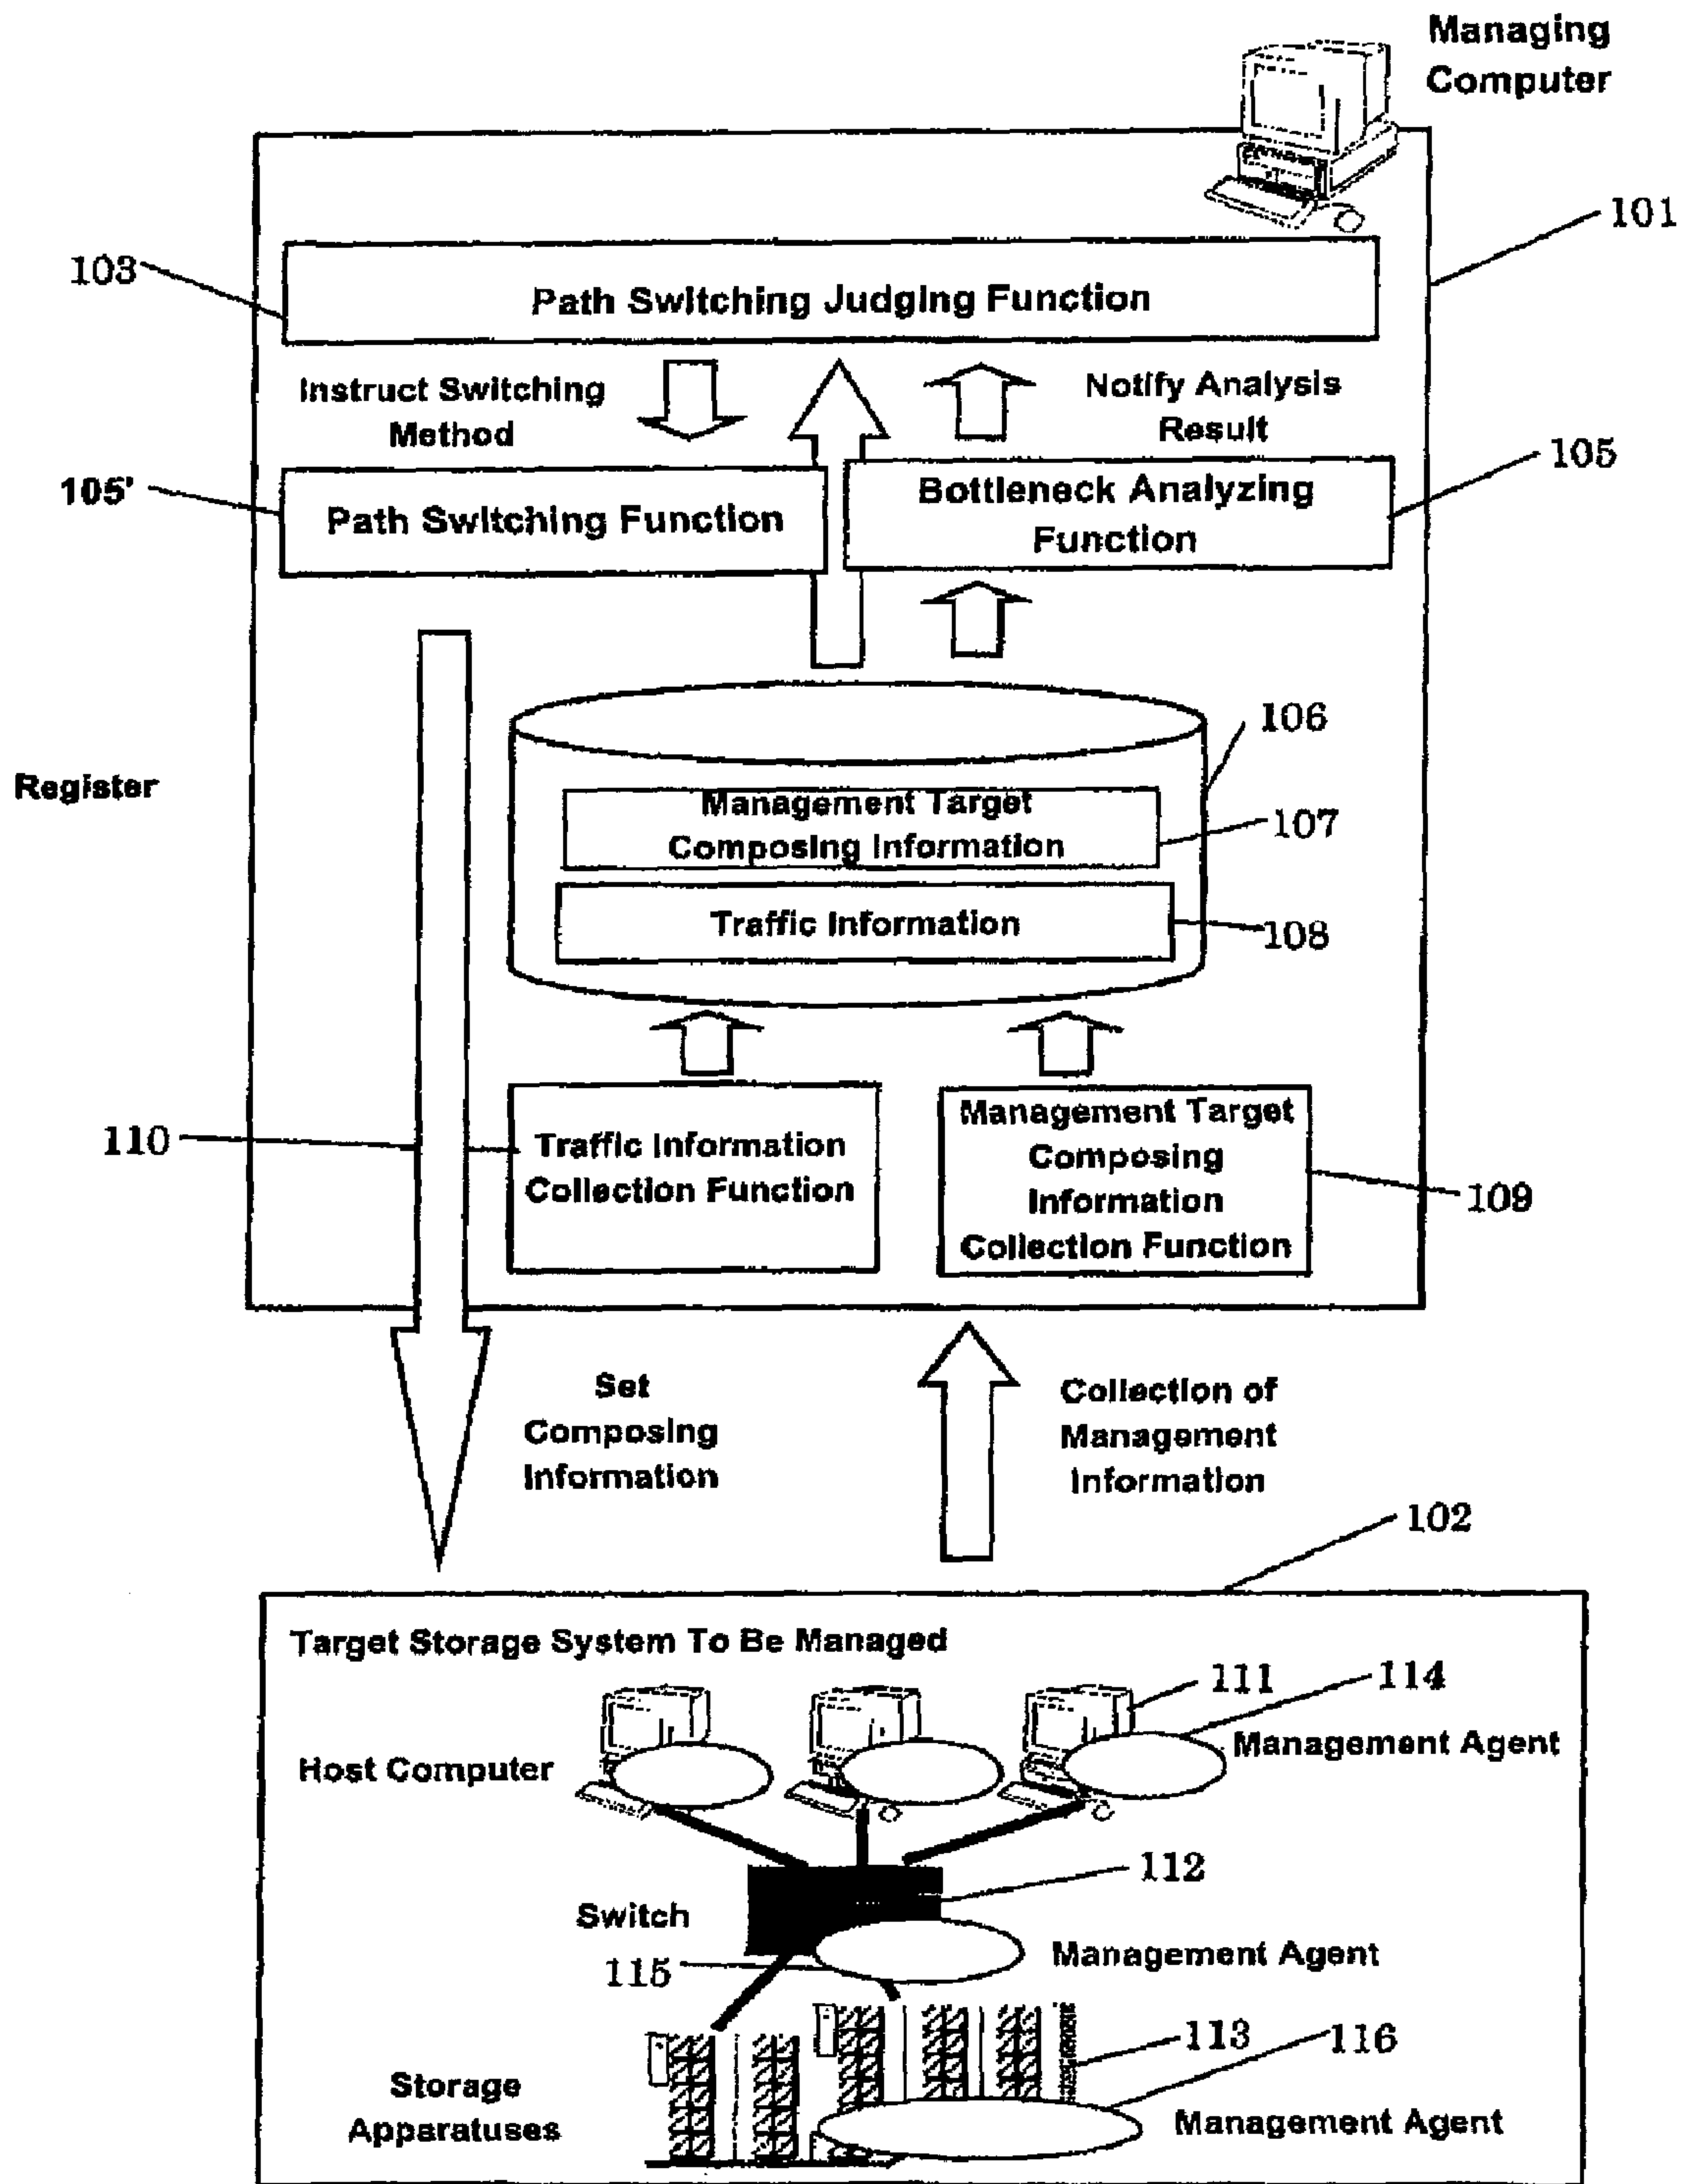 Managing
Computer
101
103
Path Switching Judging Function
Instruct Switching
Method
Notify Analysis
Result
105'
Path Switching Function
Bottleneck Analyzing
Function
105
Register
106
Management Target
Composing Information
107
Traffic Information
108
110
Traffic Information
Collection Function
Management Target
Composing
Information
Collection Function
109
Set
Composing
Information
Collection of
Management
Information
102
Target Storage System To Be Managed
111
114
Host Computer
Management Agent
112
Switch
115
Management Agent
113
116
Storage
Apparatuses
Management Agent